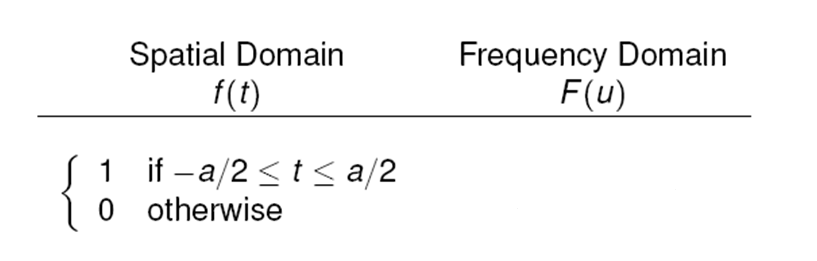 Spatial Domain Frequency Domain
f(t) F(u)
{ 1 if −a/2 ≤ t ≤ a/2
0 otherwise